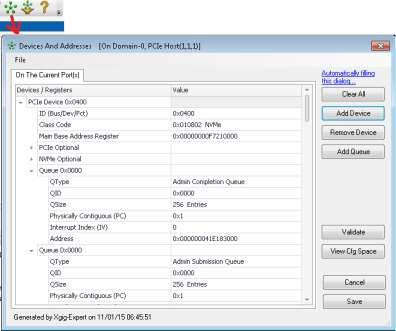 Devices And Addresses [On Domain-0, PCIe Host(1,1,1)]
File
On The Current Port(s)
Automatically filling this dialog...
Devices / Registers Value
PCIe Device 0x0400
ID (Bus/Dev/Fct) 0x0400
Class Code 0x010802 NVMe
Main Base Address Register 0x00000000F7210000
PCIe Optional
NVMe Optional
Queue 0x0000
QType Admin Completion Queue
QID 0x0000
QSize 256 Entries
Physically Contiguous (PC) 0x1
Interrupt Index (IV) 0
Address 0x000000041E183000
Queue 0x0000
QType Admin Submission Queue
QID 0x0000
QSize 256 Entries
Physically Contiguous (PC) 0x1
Clear All
Add Device
Remove Device
Add Queue
Validate
View Cfg Space
Cancel
Save
Generated by Xgig-Expert on 11/01/15 06:45:51